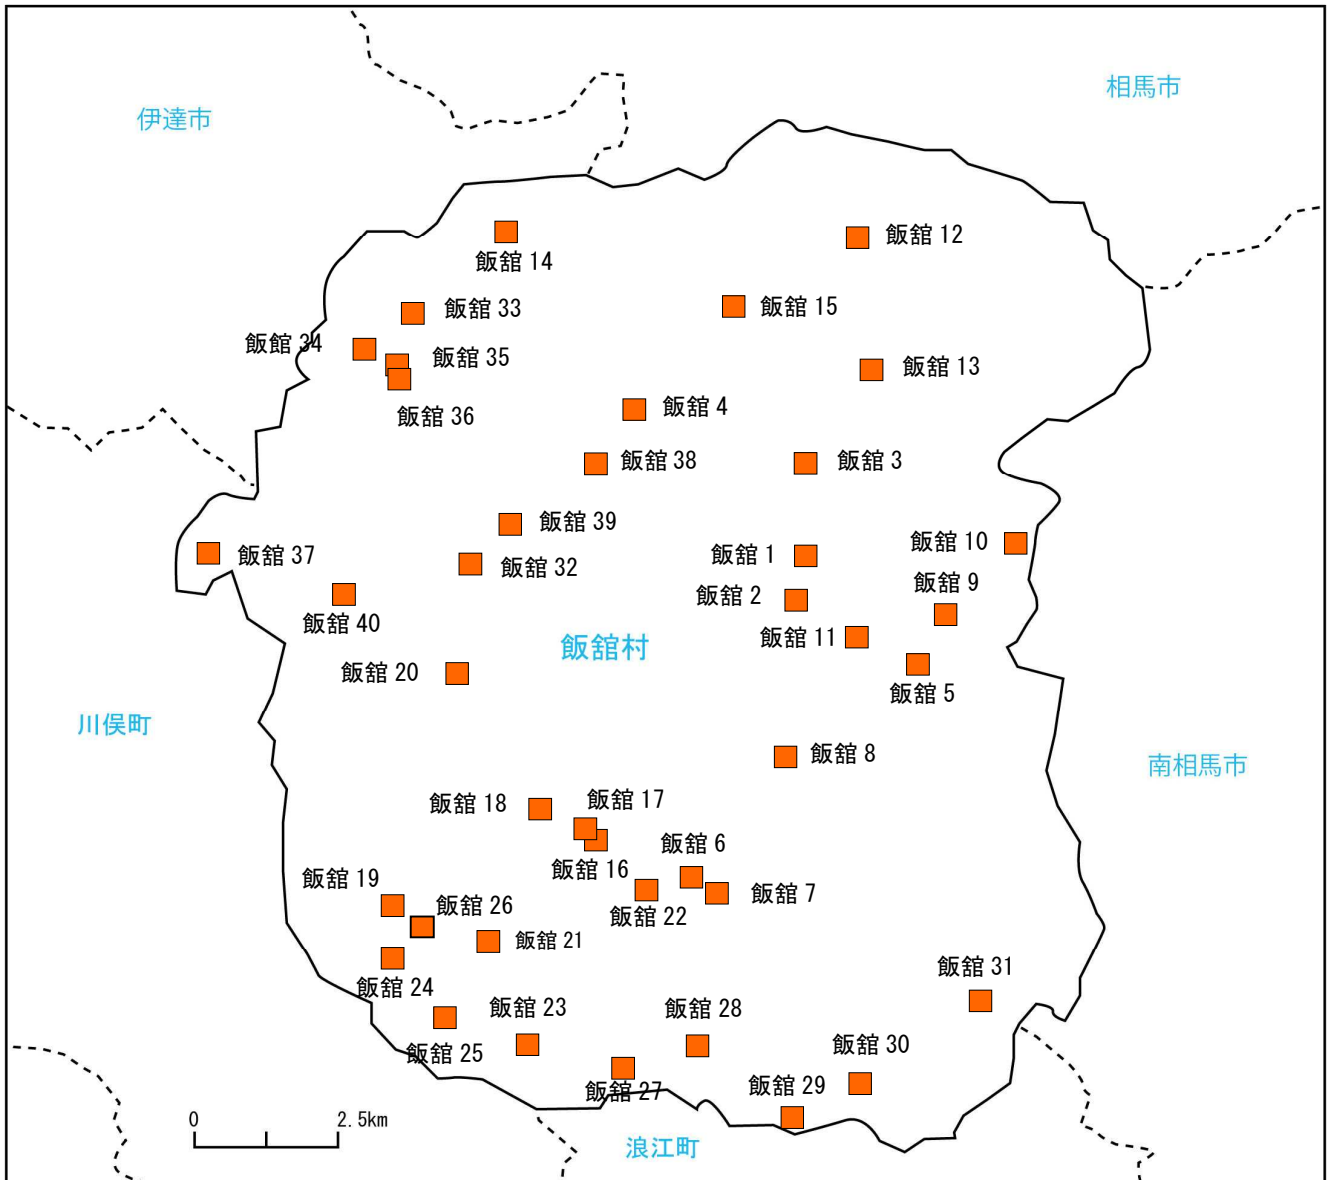 相馬市
伊達市
飯舘 12
飯舘 14
飯舘 33
飯舘 15
飯館 34
飯舘 35
飯舘 13
飯舘 4
飯舘 36
飯舘 38
飯舘 3
飯舘 39
飯舘 10
飯舘 37
飯舘 1
飯舘 32
飯舘 9
飯舘 2
飯舘 40
飯舘 11
飯舘村
飯舘 20
飯舘 5
川俣町
飯舘 8
南相馬市
飯舘 17
飯舘 18
飯舘 6
飯舘 16
飯舘 19
飯舘 7
飯舘 26
飯舘 22
飯舘 21
飯舘 31
飯舘 24
飯舘 23
飯舘 28
飯舘 30
飯舘 25
飯舘 29
飯舘 27
0 2.5km
浪江町